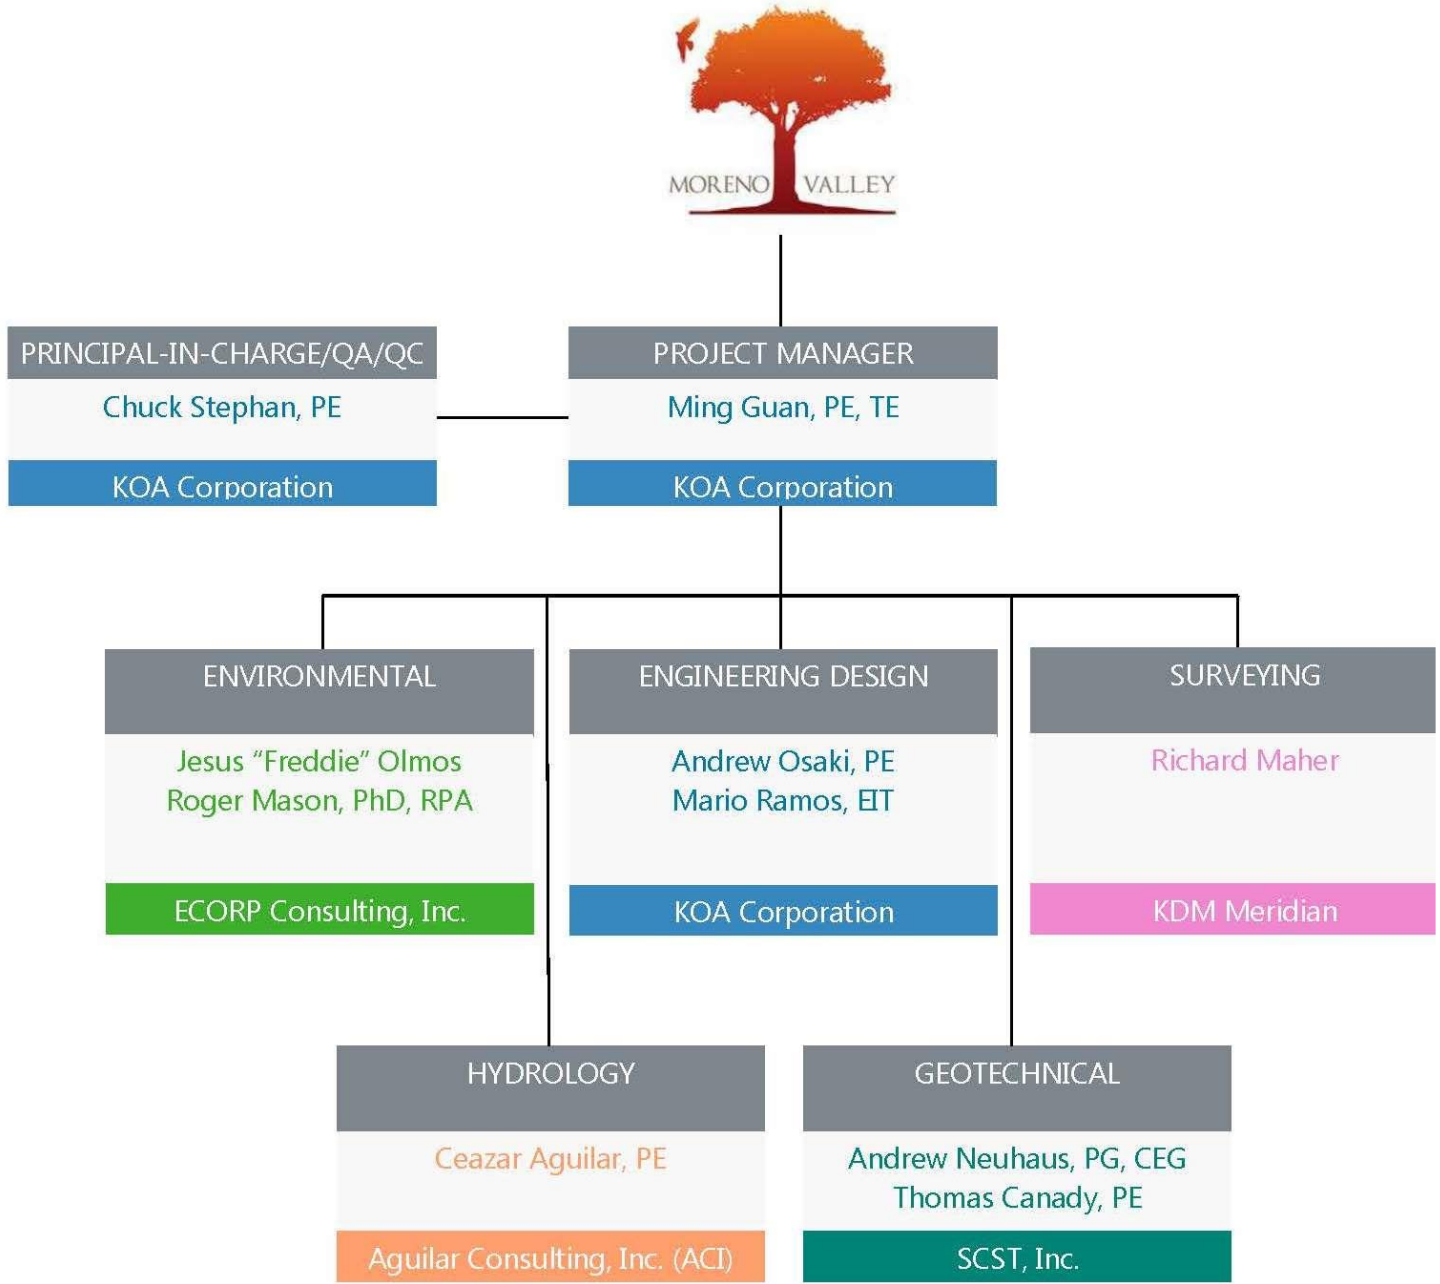 MORENO VALLEY
PRINCIPAL-IN-CHARGE/QA/QC
Chuck Stephan, PE
KOA Corporation
PROJECT MANAGER
Ming Guan, PE, TE
KOA Corporation
ENVIRONMENTAL
Jesus “Freddie” Olmos
Roger Mason, PhD, RPA
ECORP Consulting, Inc.
ENGINEERING DESIGN
Andrew Osaki, PE
Mario Ramos, EIT
KOA Corporation
SURVEYING
Richard Maher
KDM Meridian
HYDROLOGY
Ceazar Aguilar, PE
Aguilar Consulting, Inc. (ACI)
GEOTECHNICAL
Andrew Neuhaus, PG, CEG
Thomas Canady, PE
SCST, Inc.